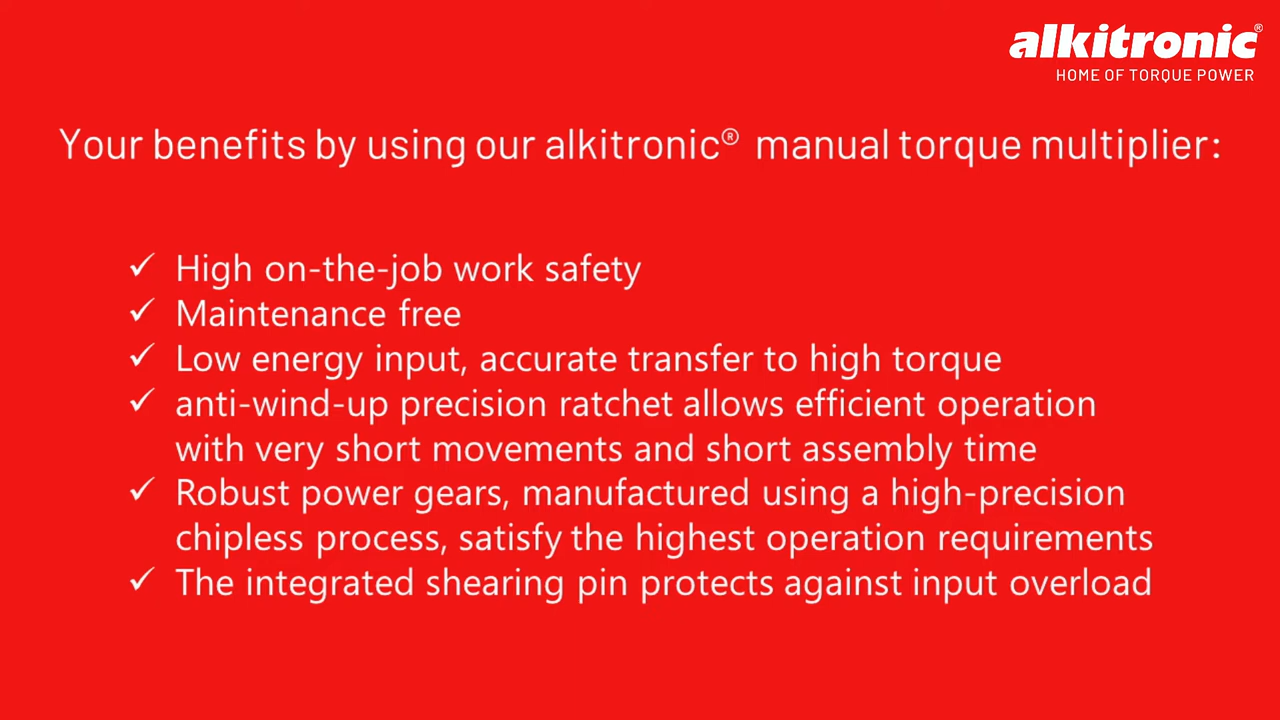 alkitronic®
HOME OF TORQUE POWER
Your benefits by using our alkitronic® manual torque multiplier:
✓ High on-the-job work safety
✓ Maintenance free
✓ Low energy input, accurate transfer to high torque
✓ anti-wind-up precision ratchet allows efficient operation
with very short movements and short assembly time
✓ Robust power gears, manufactured using a high-precision
chipless process, satisfy the highest operation requirements
✓ The integrated shearing pin protects against input overload